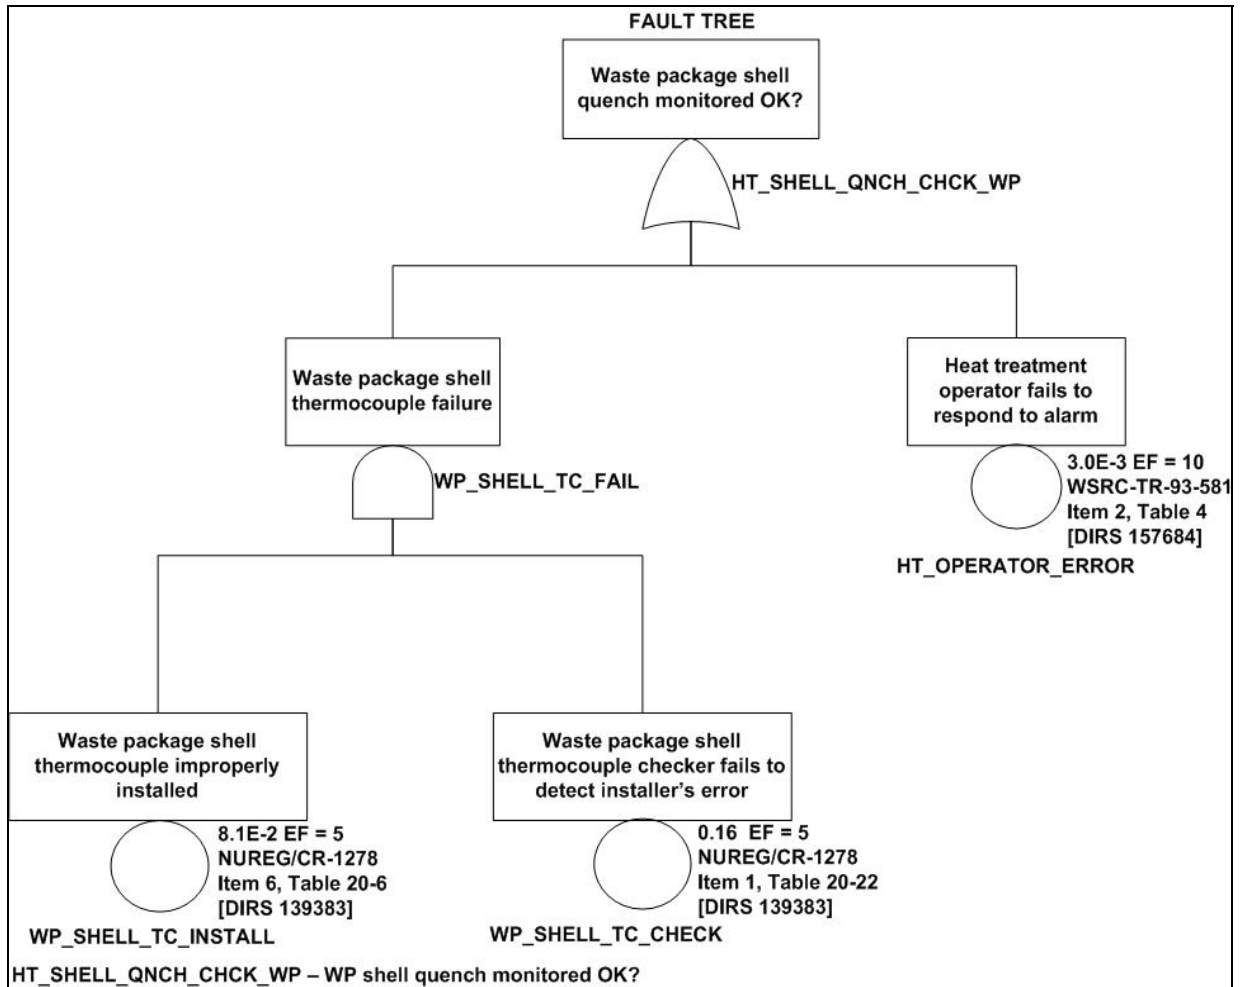 FAULT TREE
Waste package shell
quench monitored OK?
HT_SHELL_QNCH_CHCK_WP
Waste package shell
thermocouple failure
WP_SHELL_TC_FAIL
Heat treatment
operator fails to
respond to alarm
3.0E-3 EF = 10
WSRC-TR-93-581
Item 2, Table 4
[DIRS 157684]
HT_OPERATOR_ERROR
Waste package shell
thermocouple improperly
installed
8.1E-2 EF = 5
NUREG/CR-1278
Item 6, Table 20-6
[DIRS 139383]
WP_SHELL_TC_INSTALL
Waste package shell
thermocouple checker fails to
detect installer's error
0.16 EF = 5
NUREG/CR-1278
Item 1, Table 20-22
[DIRS 139383]
WP_SHELL_TC_CHECK
HT_SHELL_QNCH_CHCK_WP – WP shell quench monitored OK?